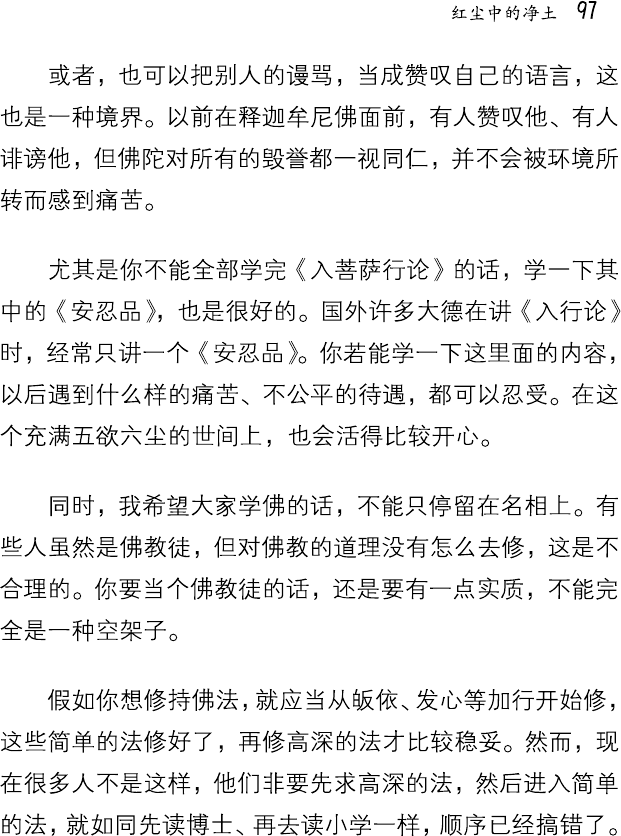 红尘中的净土 97
或者，也可以把别人的谩骂，当成赞叹自己的语言，这
也是一种境界。以前在释迦牟尼佛面前，有人赞叹他、有人
诽谤他，但佛陀对所有的毁誉都一视同仁，并不会被环境所
转而感到痛苦。
尤其是你不能全部学完《入菩萨行论》的话，学一下其
中的《安忍品》，也是很好的。国外许多大德在讲《入行论》
时，经常只讲一个《安忍品》。你若能学一下这里面的内容，
以后遇到什么样的痛苦、不公平的待遇，都可以忍受。在这
个充满五欲六尘的世间上，也会活得比较开心。
同时，我希望大家学佛的话，不能只停留在名相上。有
些人虽然是佛教徒，但对佛教的道理没有怎么去修，这是不
合理的。你要当个佛教徒的话，还是要有一点实质，不能完
全是一种空架子。
假如你想修持佛法，就应当从皈依、发心等加行开始修，
这些简单的法修好了，再修高深的法才比较稳妥。然而，现
在很多人不是这样，他们非要先求高深的法，然后进入简单
的法，就如同先读博士、再去读小学一样，顺序已经搞错了。